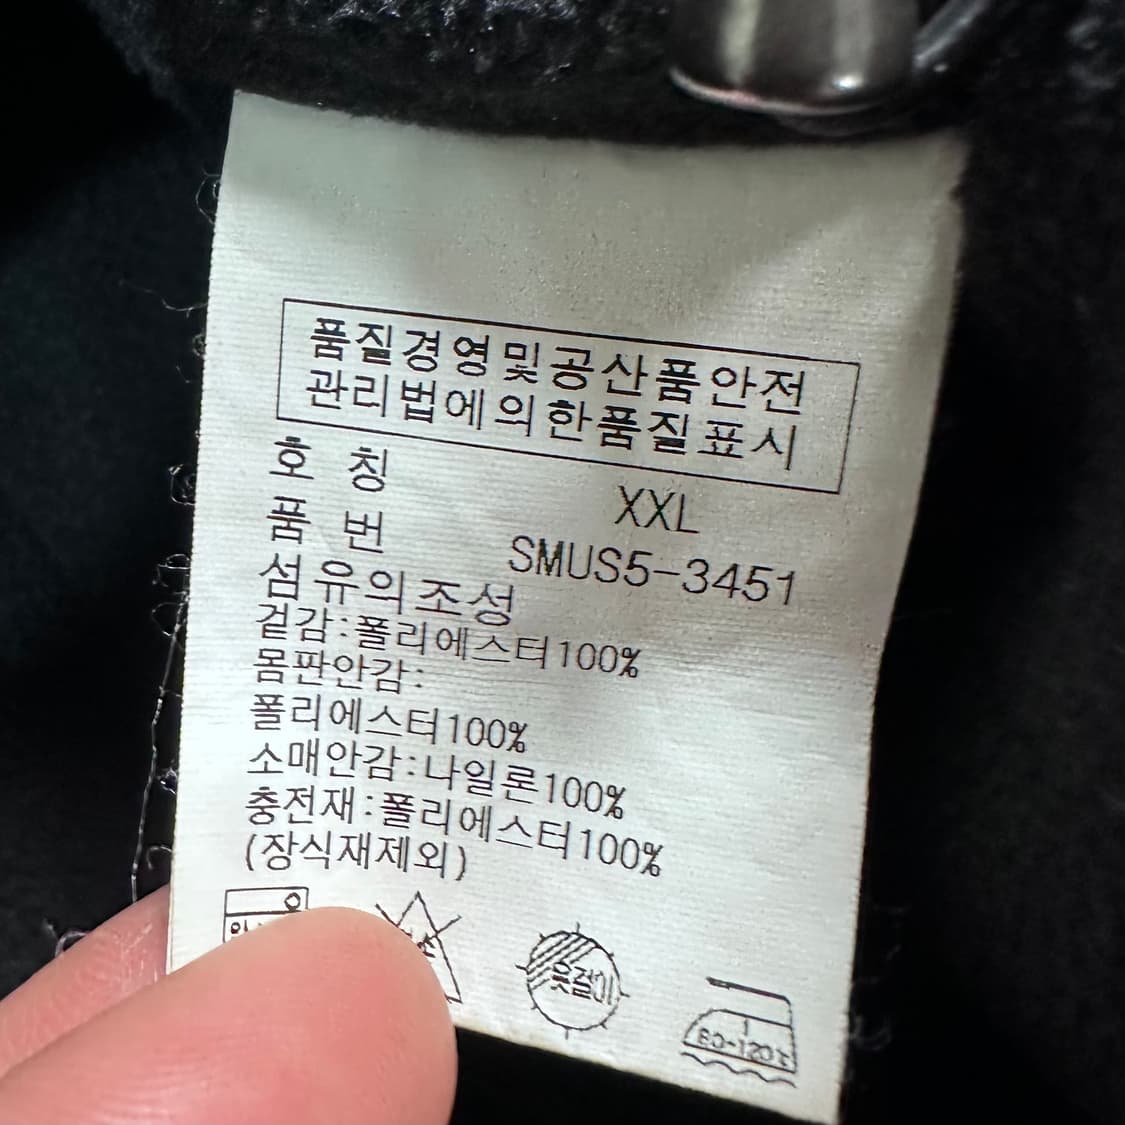 품질경영및공산품안전
관리법에의한품질표시
호 칭 XXL
품 번 SMUS5-3451
섬유의조성
겉감:폴리에스터100%
몸판안감:
폴리에스터100%
소매안감:나일론100%
충전재:폴리에스터100%
(장식재제외)
옷걸이
80-120℃